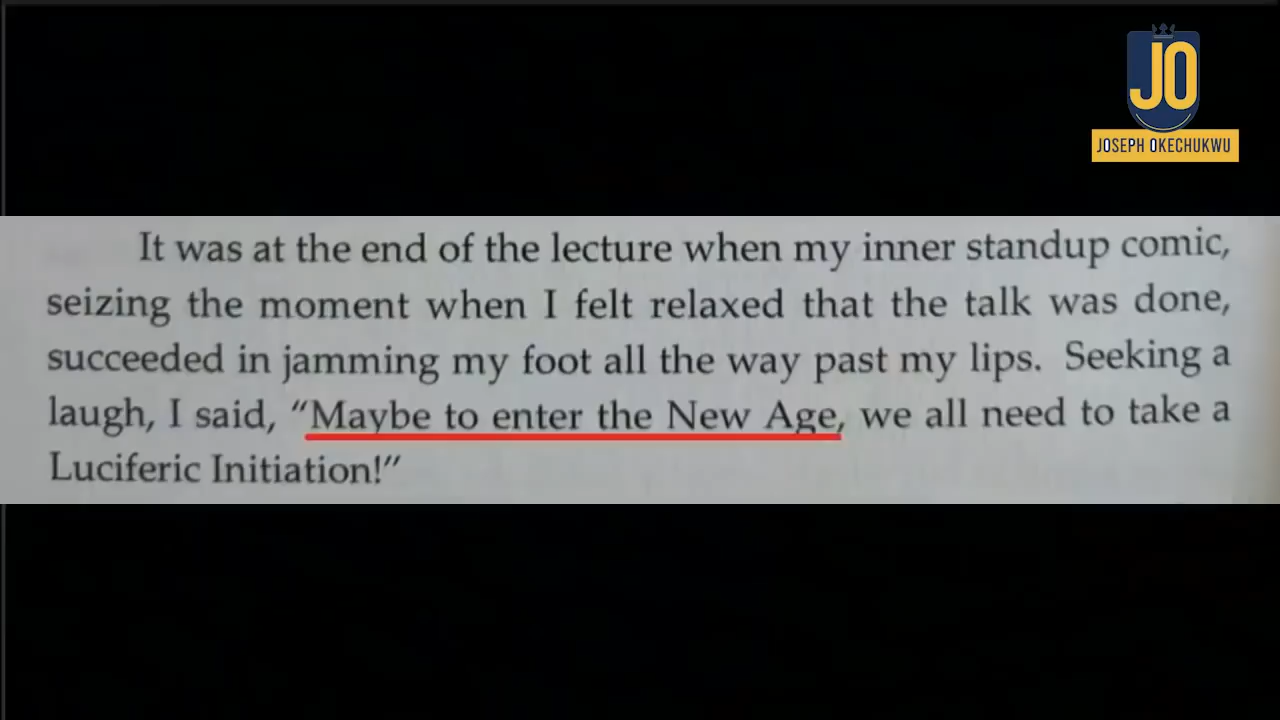 JO
JOSEPH OKECHUKWU
It was at the end of the lecture when my inner standup comic,
seizing the moment when I felt relaxed that the talk was done,
succeeded in jamming my foot all the way past my lips. Seeking a
laugh, I said, “Maybe to enter the New Age, we all need to take a
Luciferic Initiation!”